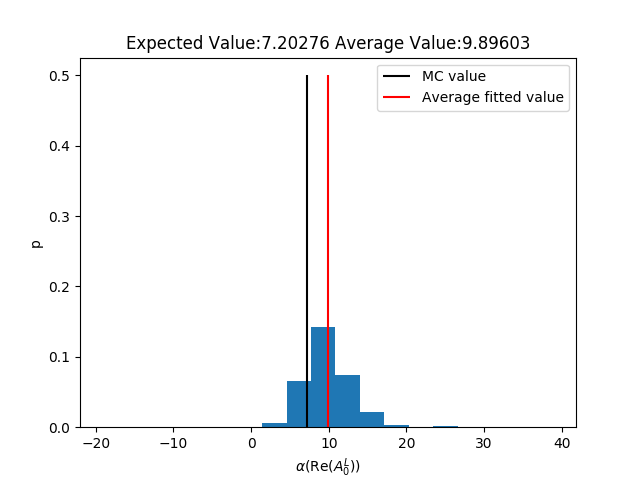 Expected Value:7.20276 Average Value:9.89603
MC value
Average fitted value
0.5
0.4
0.3
0.2
0.1
0.0
p
−20
−10
0
10
20
30
40
α(Re(A₀ᴸ))